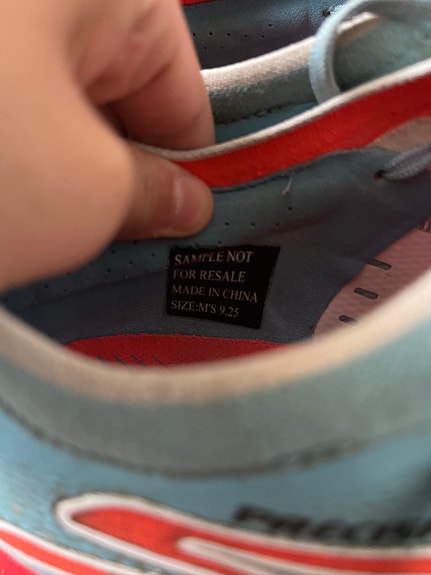 SAMPLE NOT
FOR RESALE
MADE IN CHINA
SIZE:M'S 9.25